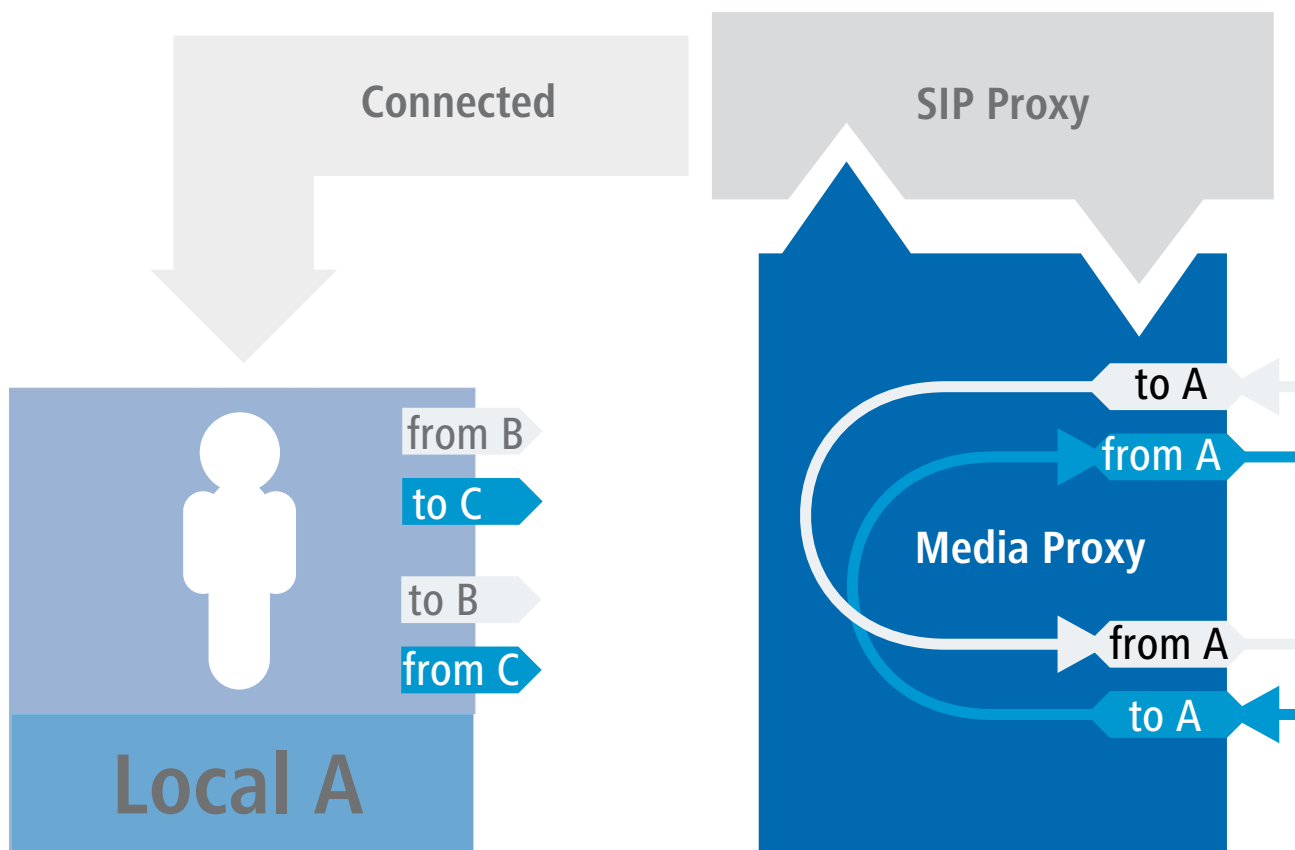 Connected
SIP Proxy
from B
to C
to B
from C
Local A
to A
from A
Media Proxy
from A
to A